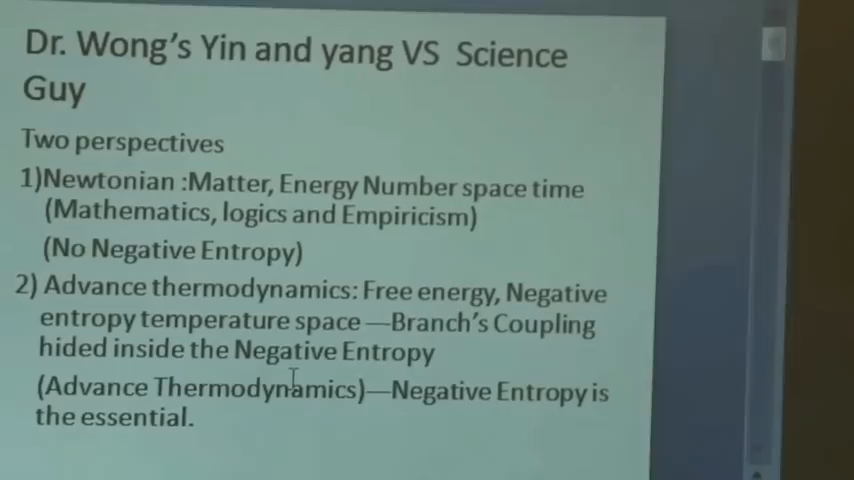 Dr. Wong's Yin and yang VS Science
Guy
Two perspectives
1)Newtonian :Matter, Energy Number space time
(Mathematics, logics and Empiricism)
(No Negative Entropy)
2) Advance thermodynamics: Free energy, Negative
entropy temperature space —Branch's Coupling
hided inside the Negative Entropy
(Advance Thermodynamics)—Negative Entropy is
the essential.